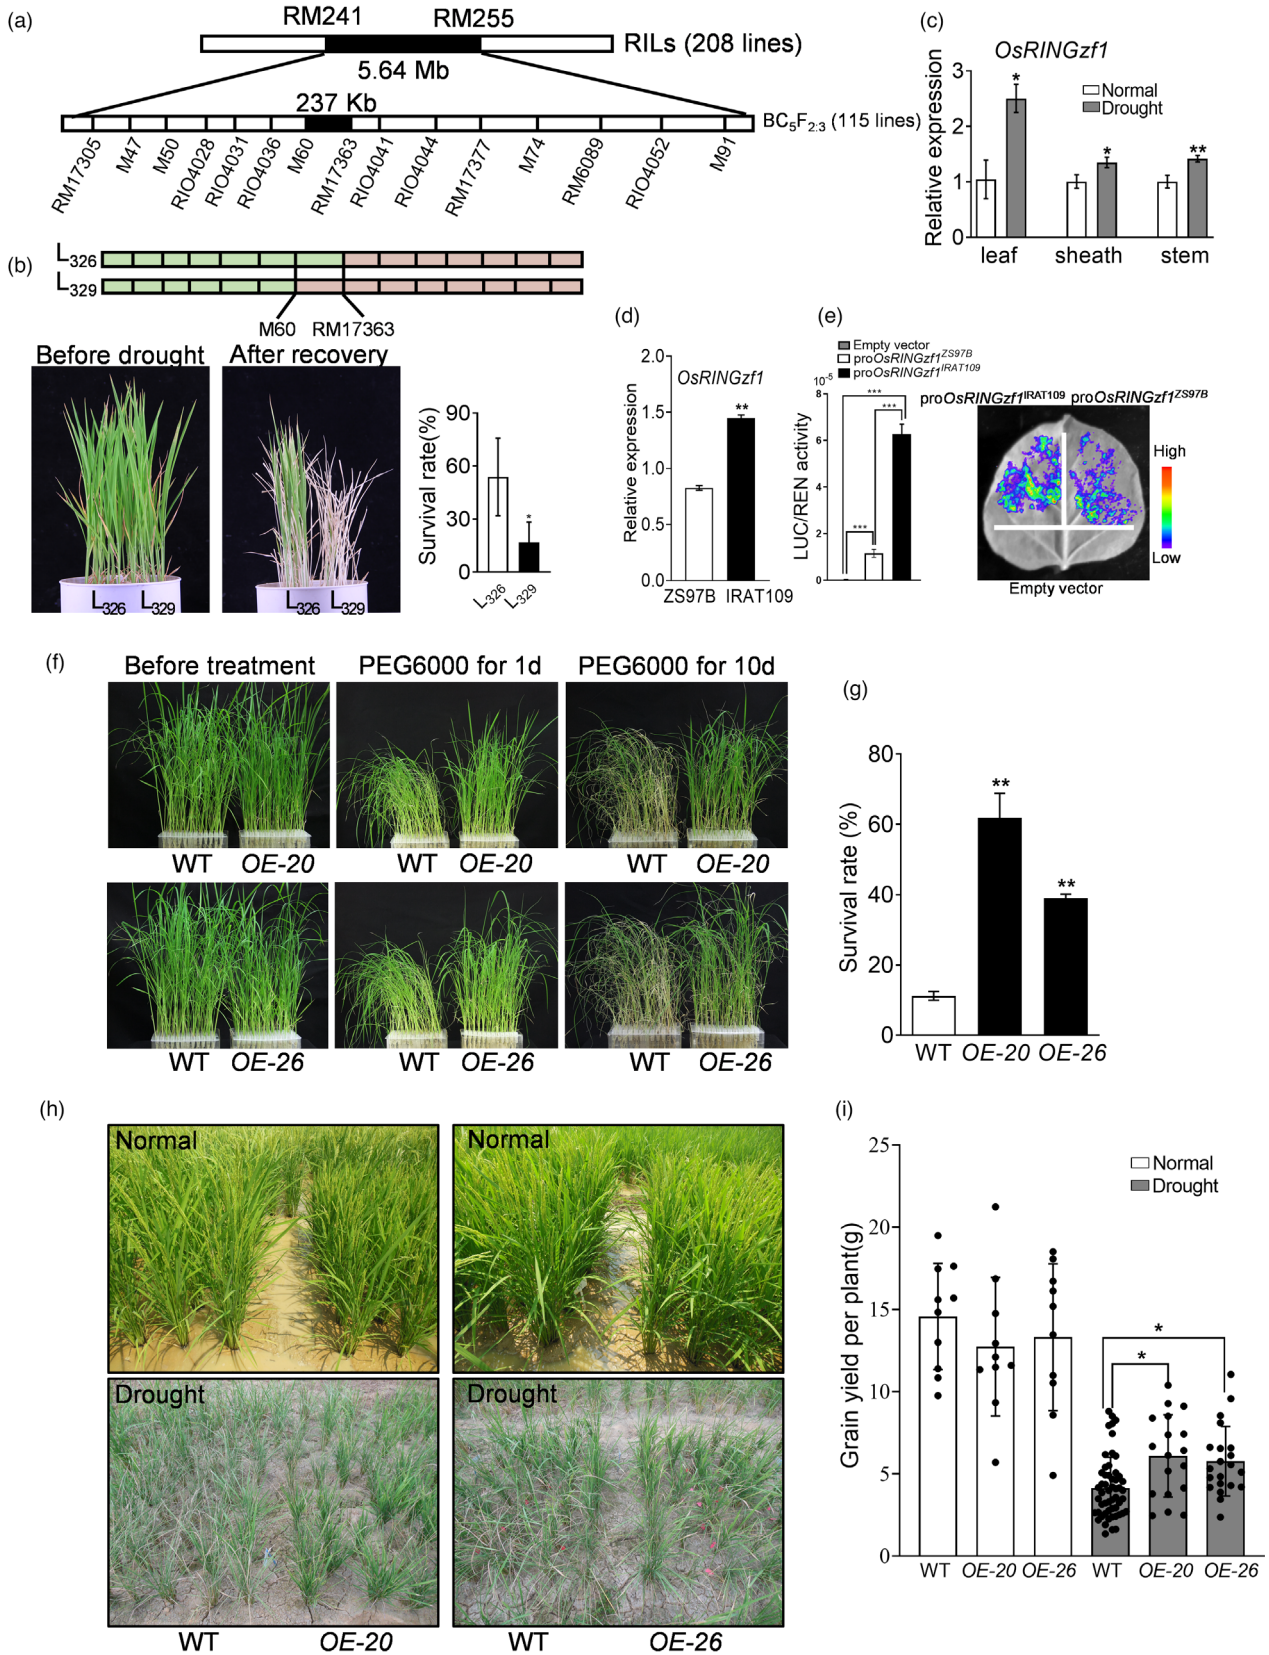 (a)
RM241 RM255
RILs (208 lines)
5.64 Mb
237 Kb
BC5F2:3 (115 lines)
RM17305 M47 M50 RIO4028 RIO4031 RIO4036 M60 RM17363 RIO4041 RIO4044 RM17377 M74 RM6089 RIO4052 M91
(b)
L326
L329
M60 RM17363
Before drought After recovery
L326 L329 L326 L329
Survival rate(%)
90
60
30
0
*
L326 L329
(c)
OsRINGzf1
Relative expression
3
2
1
0
Normal
Drought
* * **
leaf sheath stem
(d)
OsRINGzf1
Relative expression
2.0
1.5
1.0
0.5
0.0
**
ZS97B IRAT109
(e)
Empty vector
proOsRINGzf1ZS97B
proOsRINGzf1IRAT109
10-5
LUC/REN activity
8
6
4
2
0
***
***
***
proOsRINGzf1IRAT109 proOsRINGzf1ZS97B
High
Low
Empty vector
(f)
Before treatment PEG6000 for 1d PEG6000 for 10d
WT OE-20 WT OE-20 WT OE-20
WT OE-26 WT OE-26 WT OE-26
(g)
Survival rate (%)
80
60
40
20
0
** **
WT OE-20 OE-26
(h)
Normal Normal
Drought Drought
WT OE-20 WT OE-26
(i)
Grain yield per plant(g)
25
20
15
10
5
0
Normal
Drought
*
*
WT OE-20 OE-26 WT OE-20 OE-26